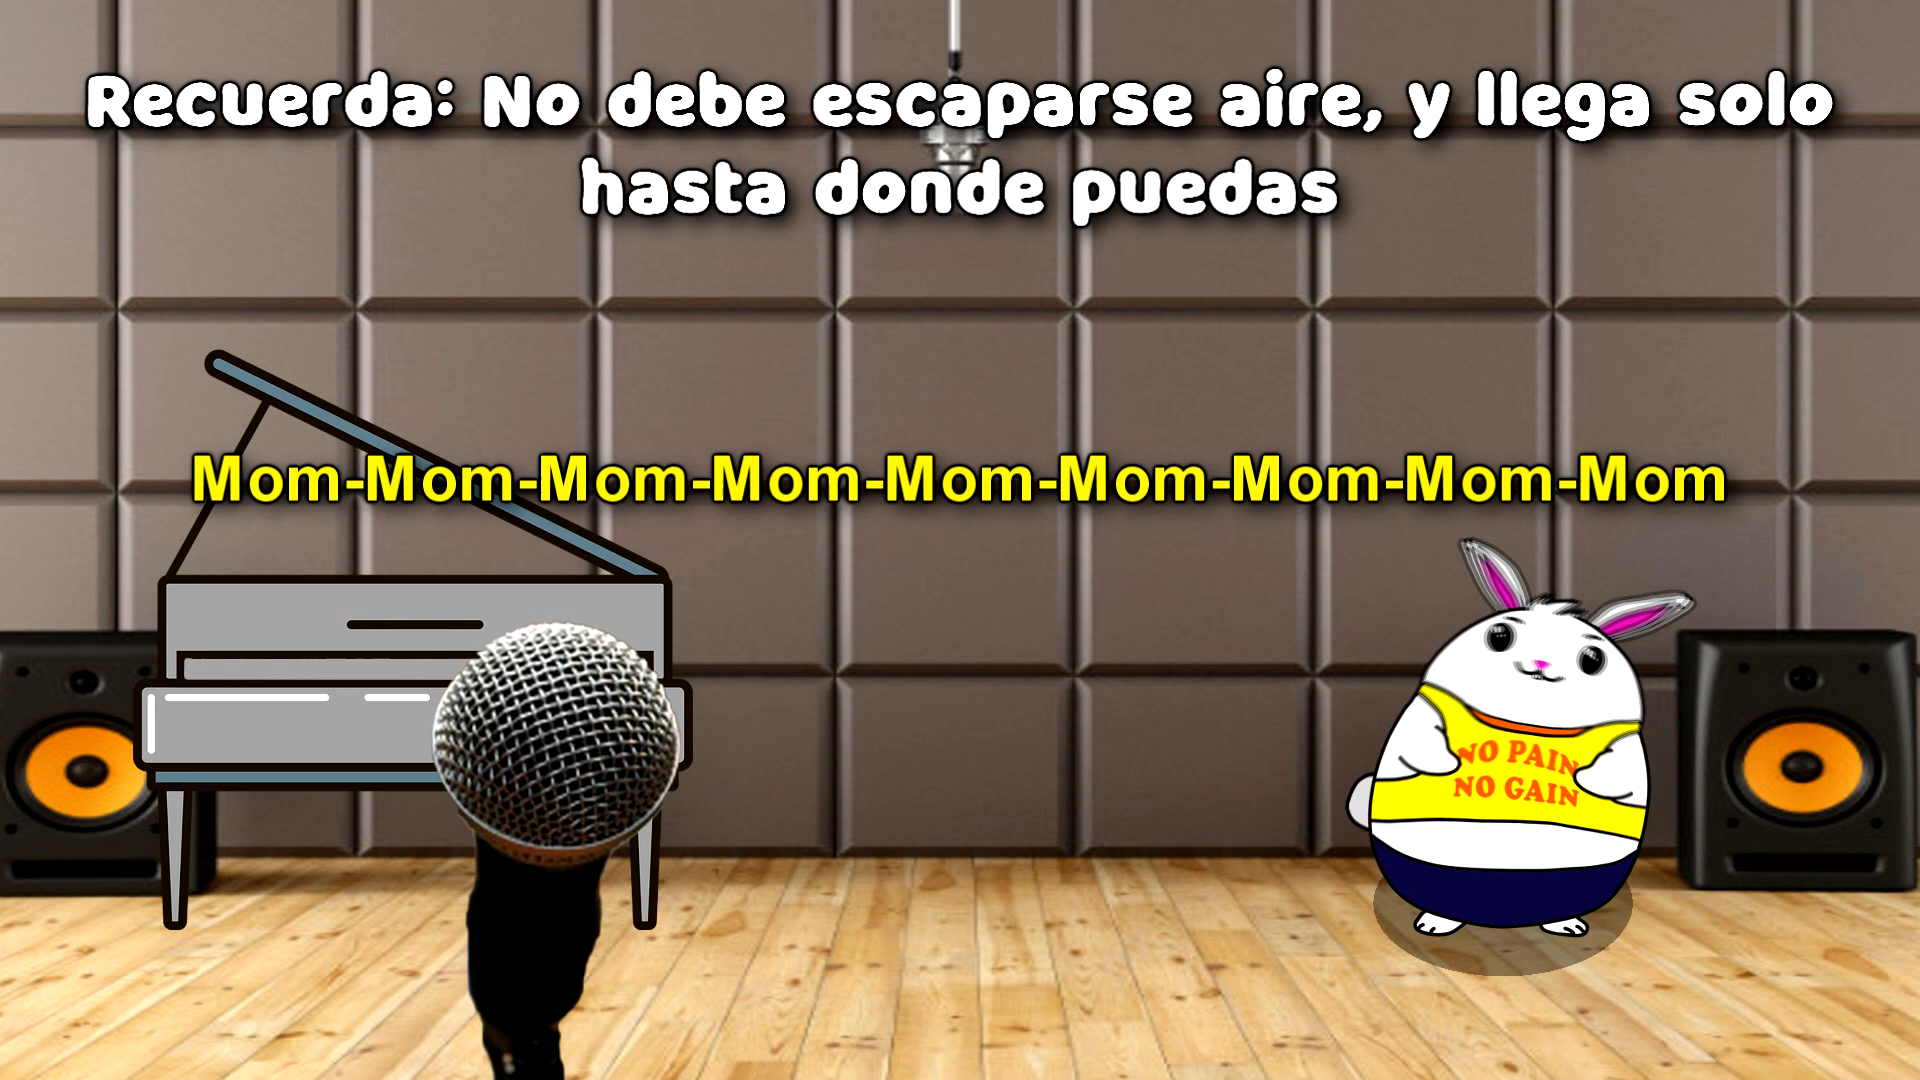 Recuerda: No debe escaparse aire, y llega solo
hasta donde puedas
Mom-Mom-Mom-Mom-Mom-Mom-Mom-Mom-Mom
NO PAIN
NO GAIN